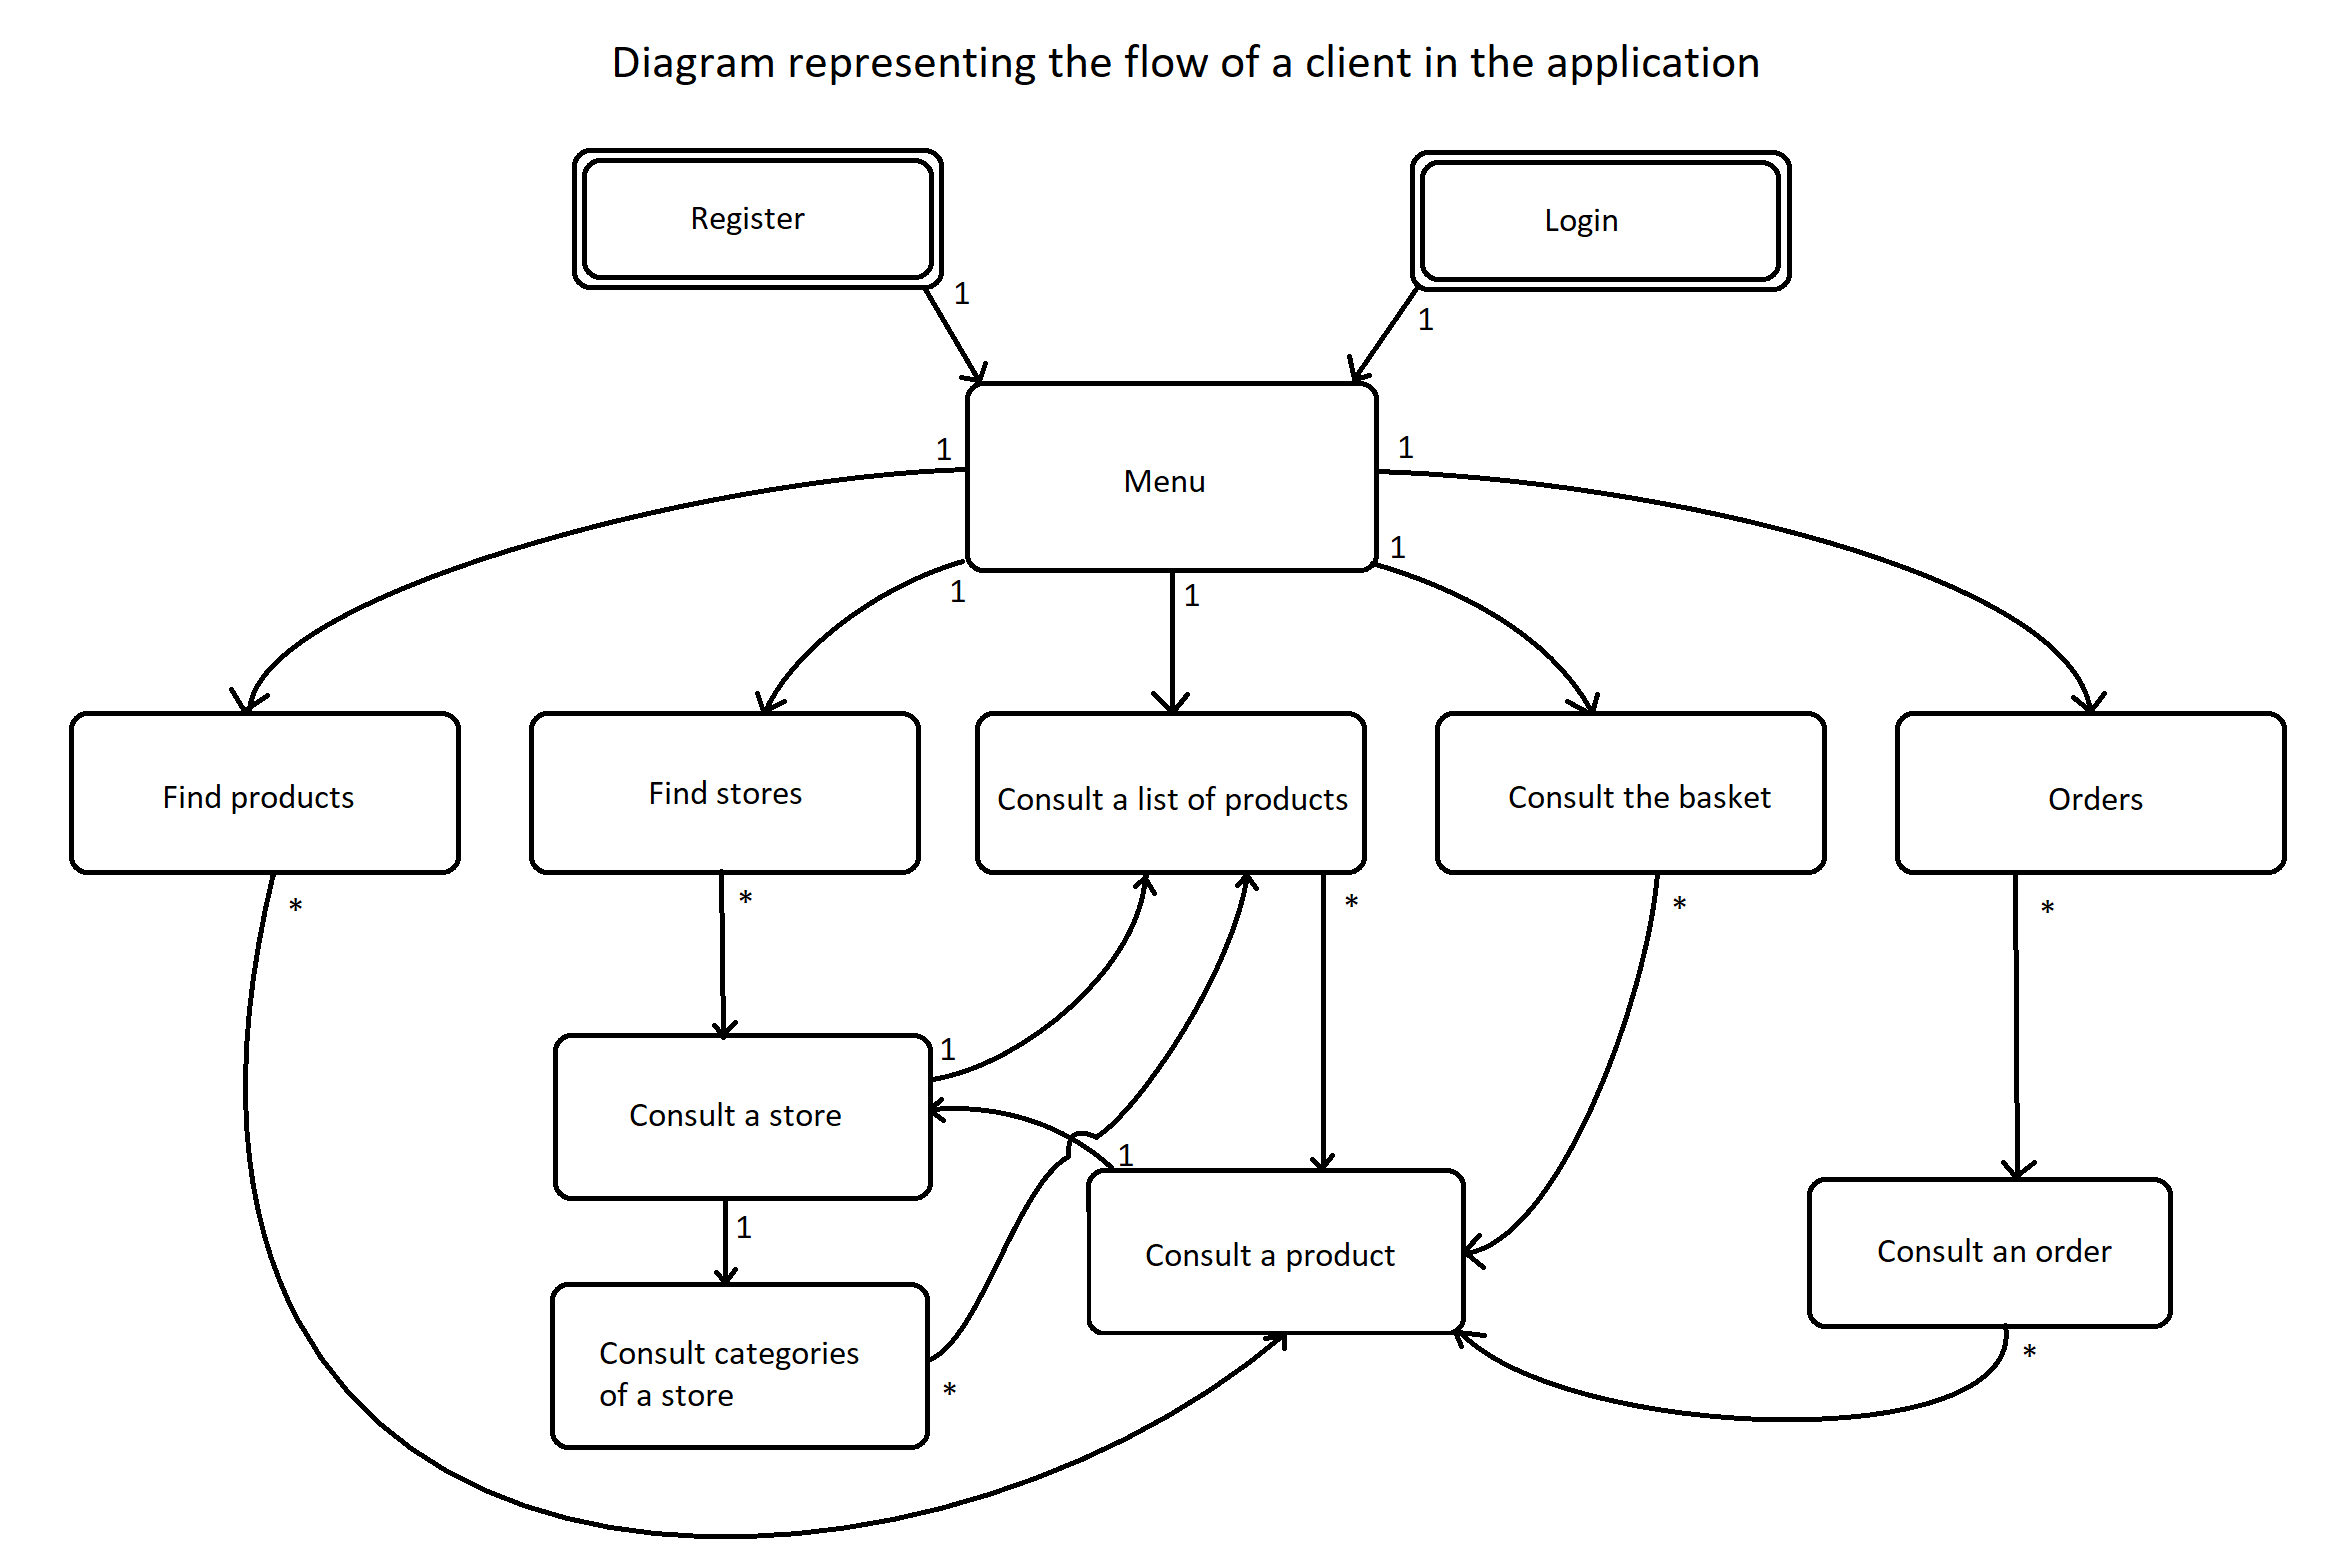 Diagram representing the flow of a client in the application
Register
Login
1
1
1
1
Menu
1
1
1
Find products
Find stores
Consult a list of products
Consult the basket
Orders
*
*
*
*
*
1
Consult a store
1
1
Consult a product
Consult an order
Consult categories
of a store
*
*